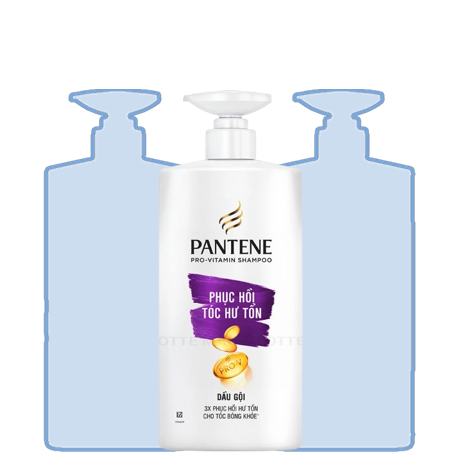 PANTENE
PRO-VITAMIN SHAMPOO
PHỤC HỒI
TÓC HƯ TỔN
PRO-V
DẦU GỘI
3X PHỤC HỒI HƯ TỔN
CHO TÓC BÓNG KHỎE*